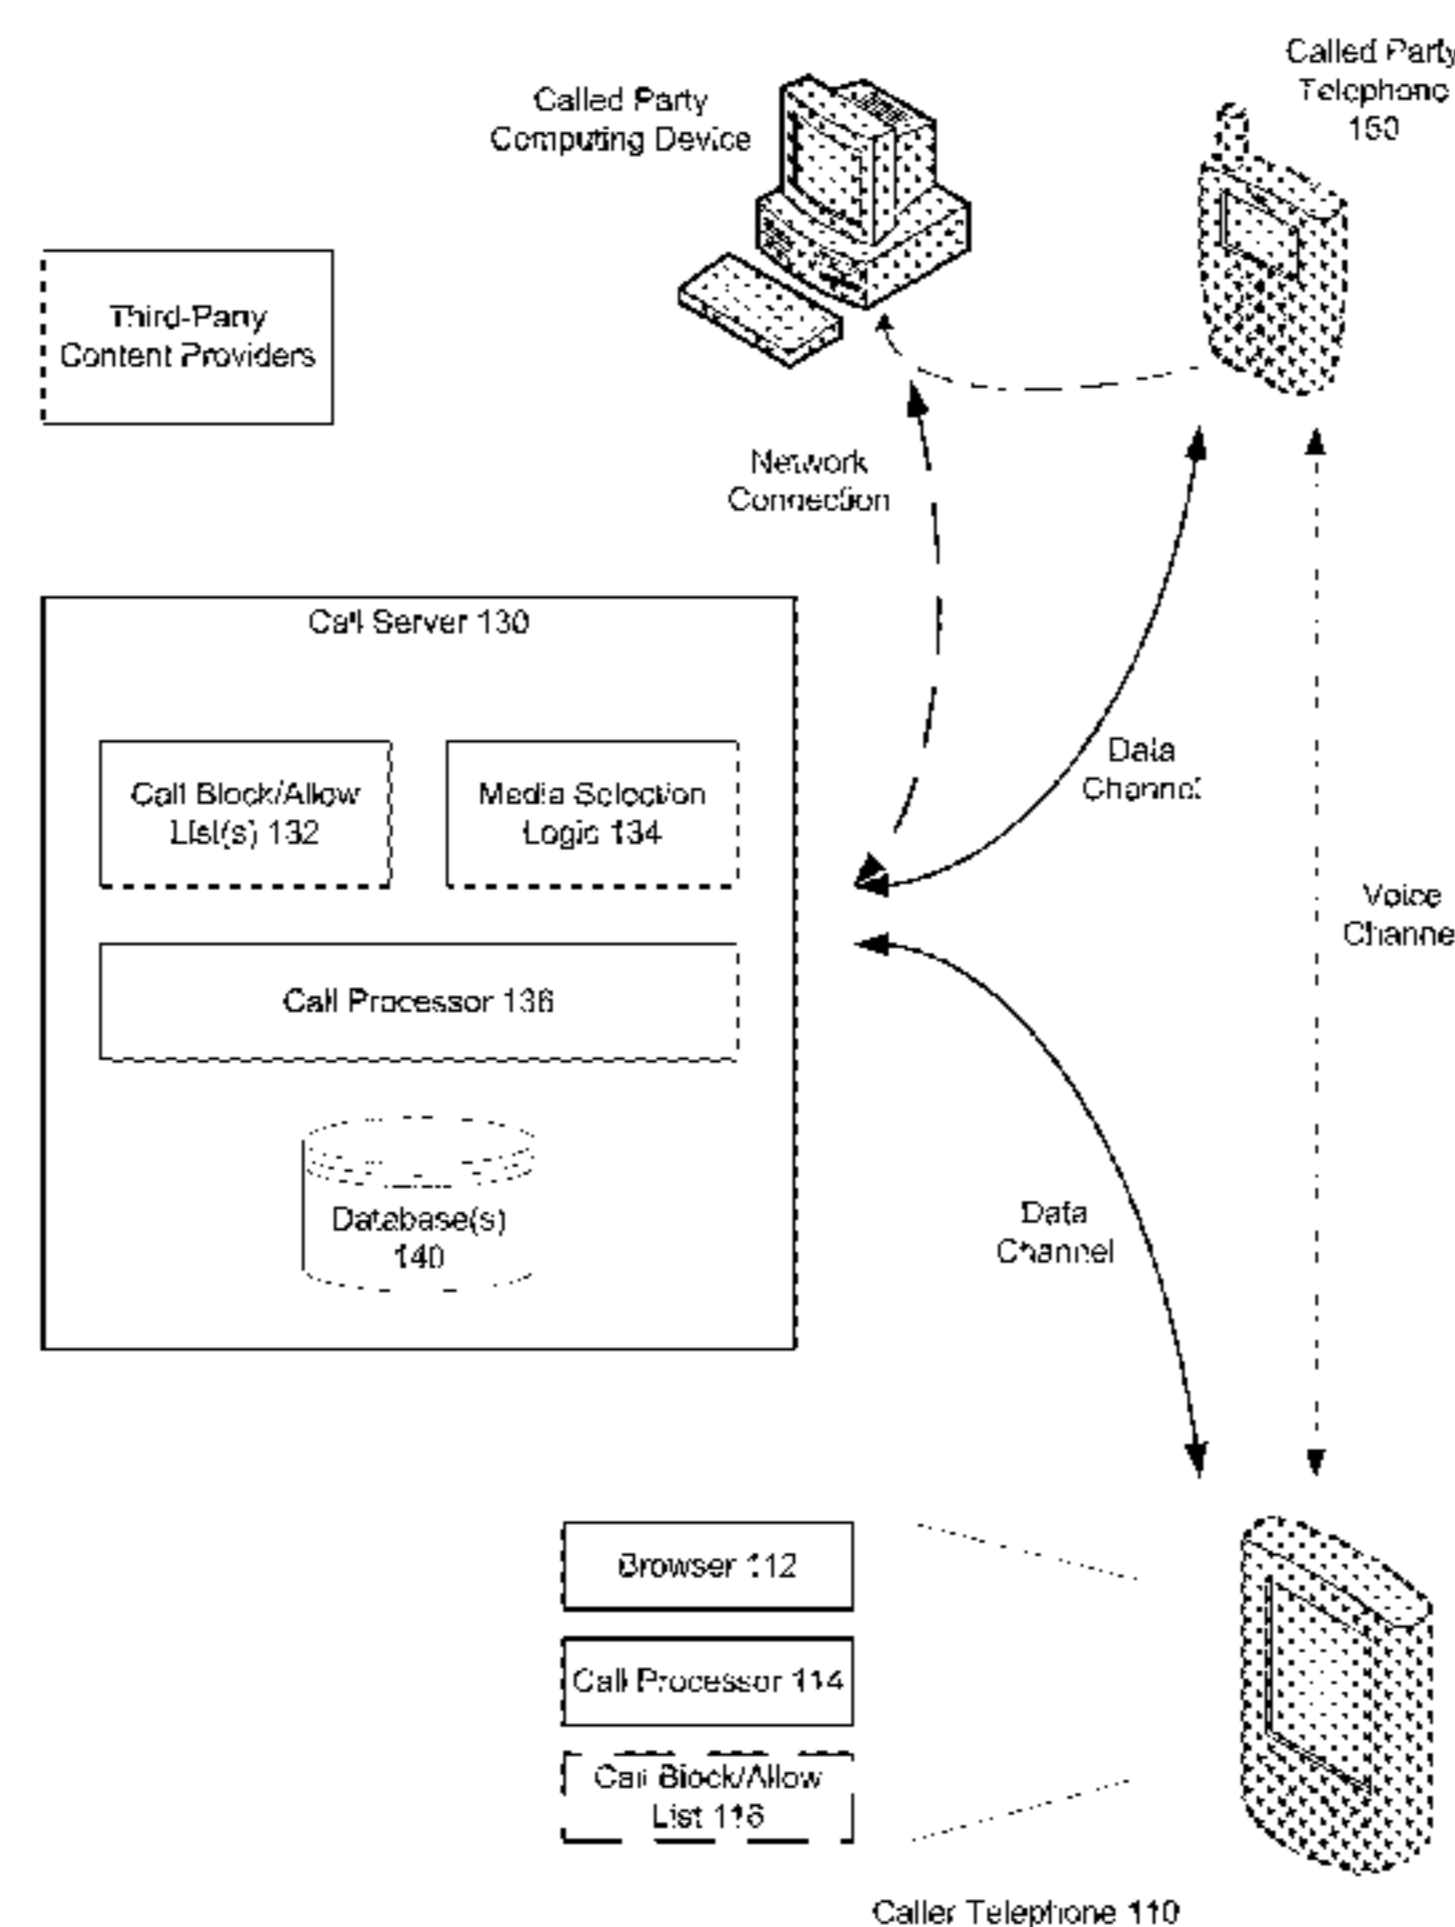 Called Party
Computing Device
Called Party
Telephone
150
Third-Party
Content Providers
Network
Connection
Call Server 130
Call Block/Allow
List(s) 132
Media Selection
Logic 134
Data
Channel
Voice
Channe
Call Processor 136
Database(s)
140
Data
Channel
Browser 112
Call Processor 114
Call Block/Allow
List 116
Caller Telephone 110